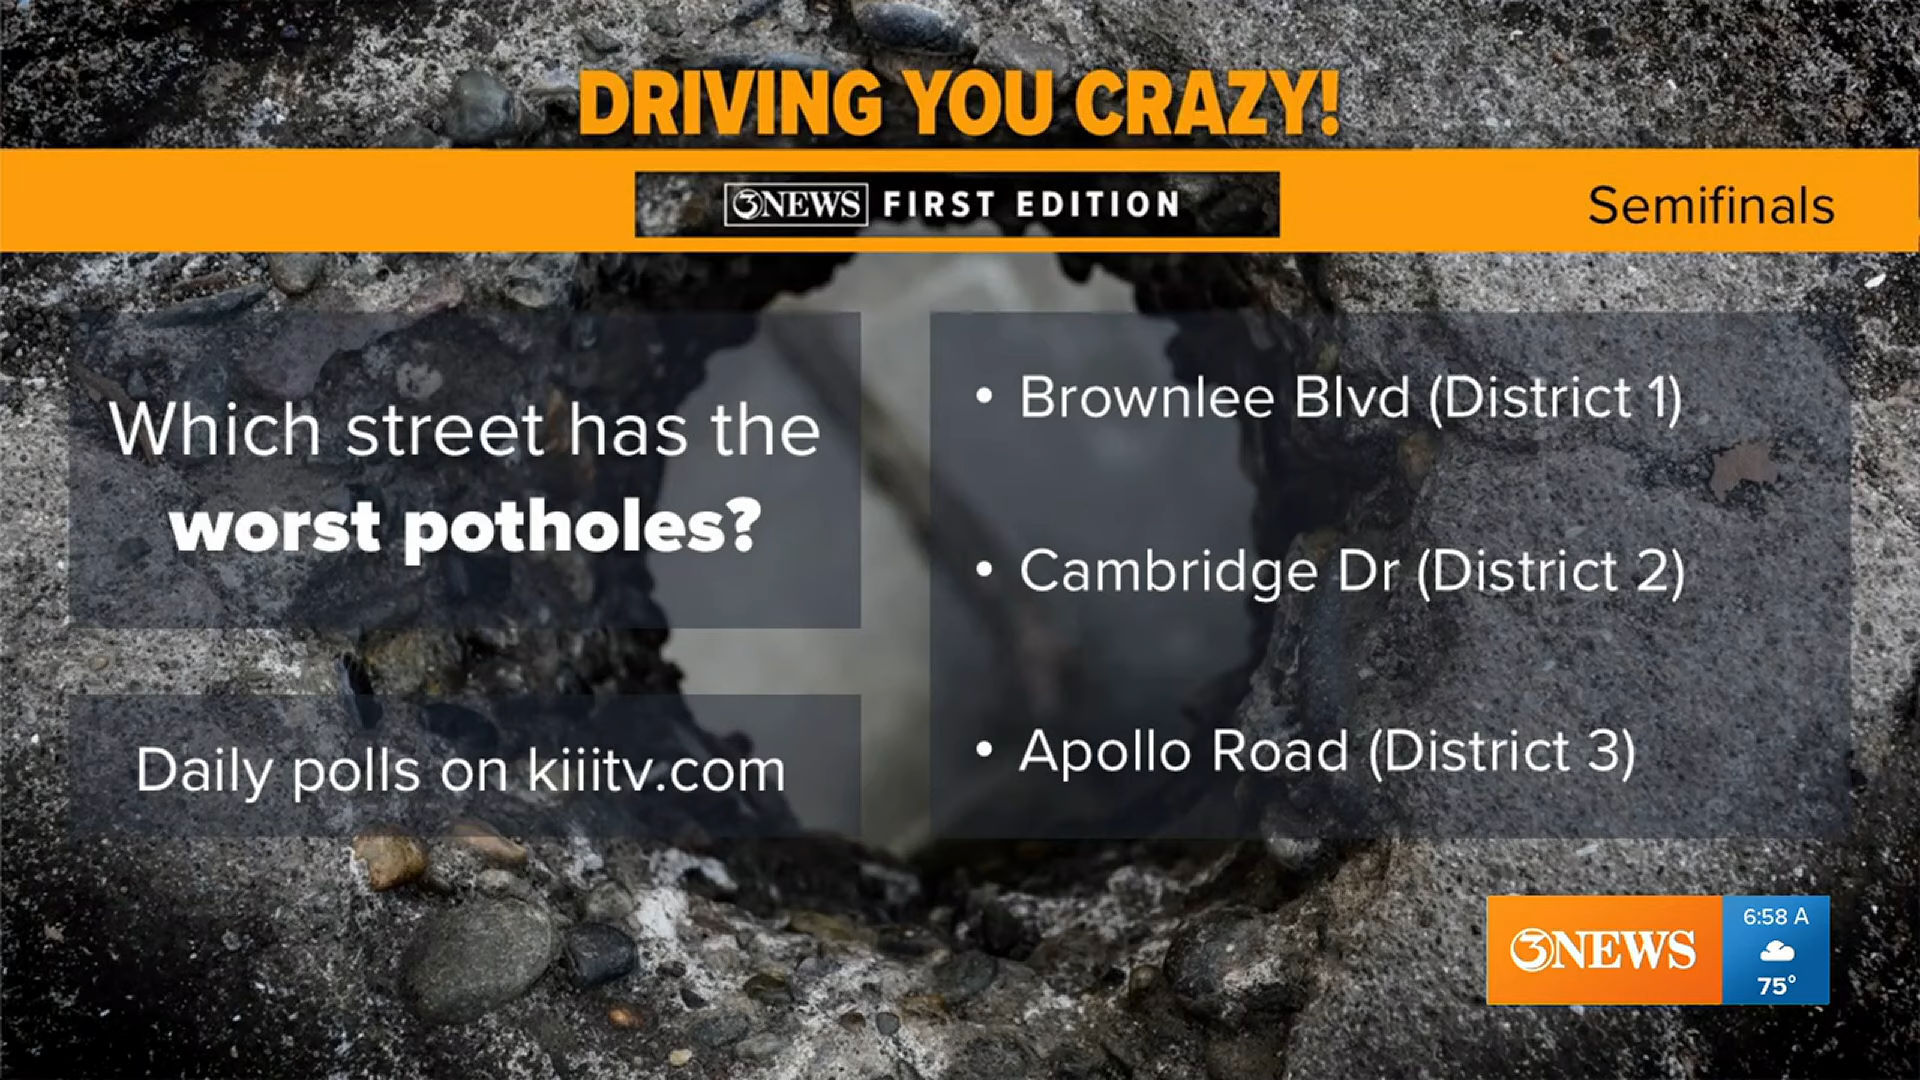 DRIVING YOU CRAZY!
3NEWS FIRST EDITION
Semifinals
Which street has the
worst potholes?
Daily polls on kiiitv.com
• Brownlee Blvd (District 1)
• Cambridge Dr (District 2)
• Apollo Road (District 3)
3NEWS
6:58 A
75°